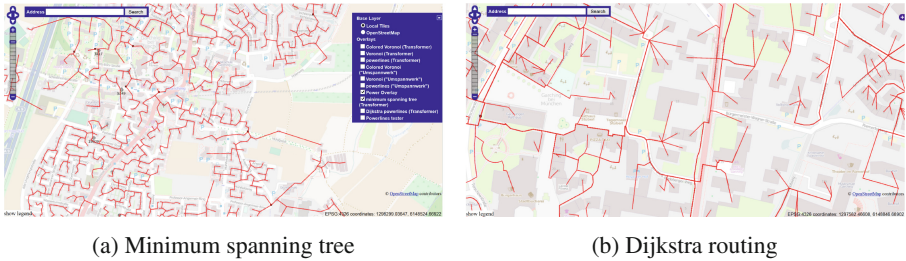 Address Search
Base Layer
Local Tiles
OpenStreetMap
Overlays
Colored Voronoi (Transformer)
Voronoi (Transformer)
powerlines (Transformer)
Colored Voronoi
("Umspannwerk")
Voronoi ("Umspannwerk")
powerlines ("Umspannwerk")
Power Overlay
minimum spanning tree
(Transformer)
Dijkstra powerlines (Transformer)
Powerlines tester
© OpenStreetMap contributors
show legend
(a) Minimum spanning tree
Address Search
© OpenStreetMap contributors
show legend
(b) Dijkstra routing